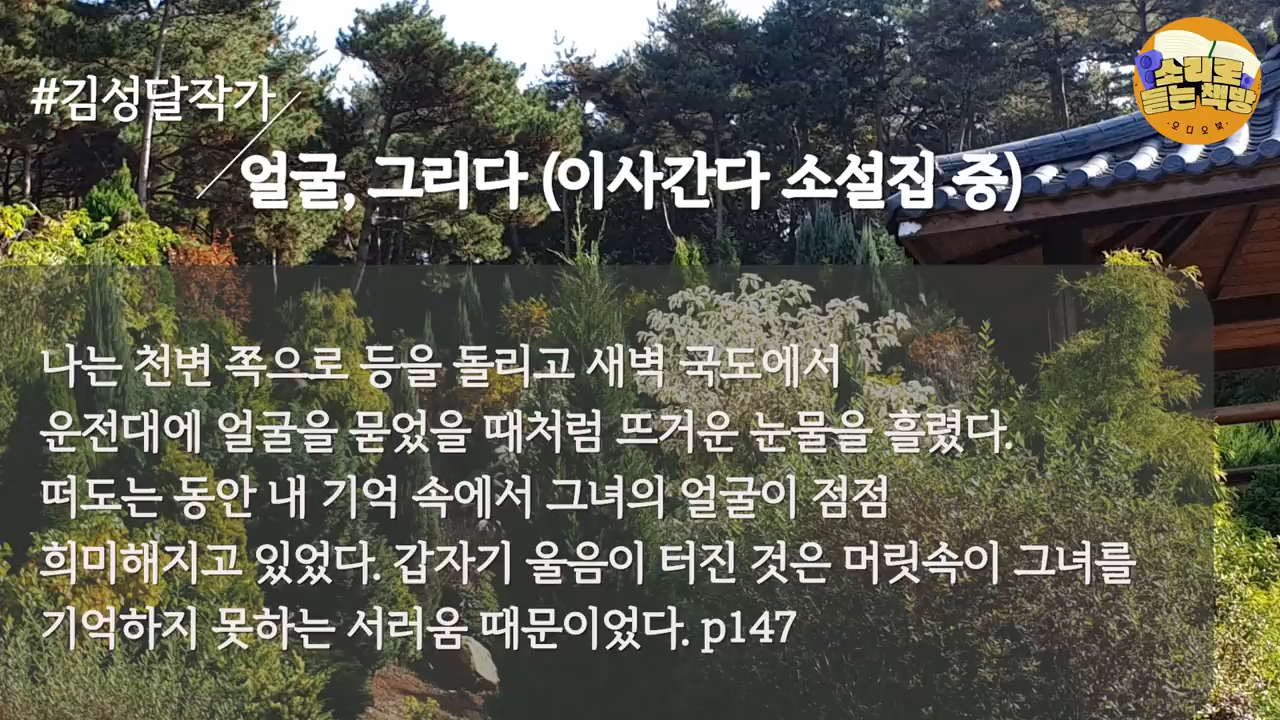 #김성달작가
소리로
듣는책방
·오디오북·
얼굴, 그리다 (이사간다 소설집 중)
나는 천변 쪽으로 등을 돌리고 새벽 국도에서
운전대에 얼굴을 묻었을 때처럼 뜨거운 눈물을 흘렸다.
떠도는 동안 내 기억 속에서 그녀의 얼굴이 점점
희미해지고 있었다. 갑자기 울음이 터진 것은 머릿속이 그녀를
기억하지 못하는 서러움 때문이었다. p147